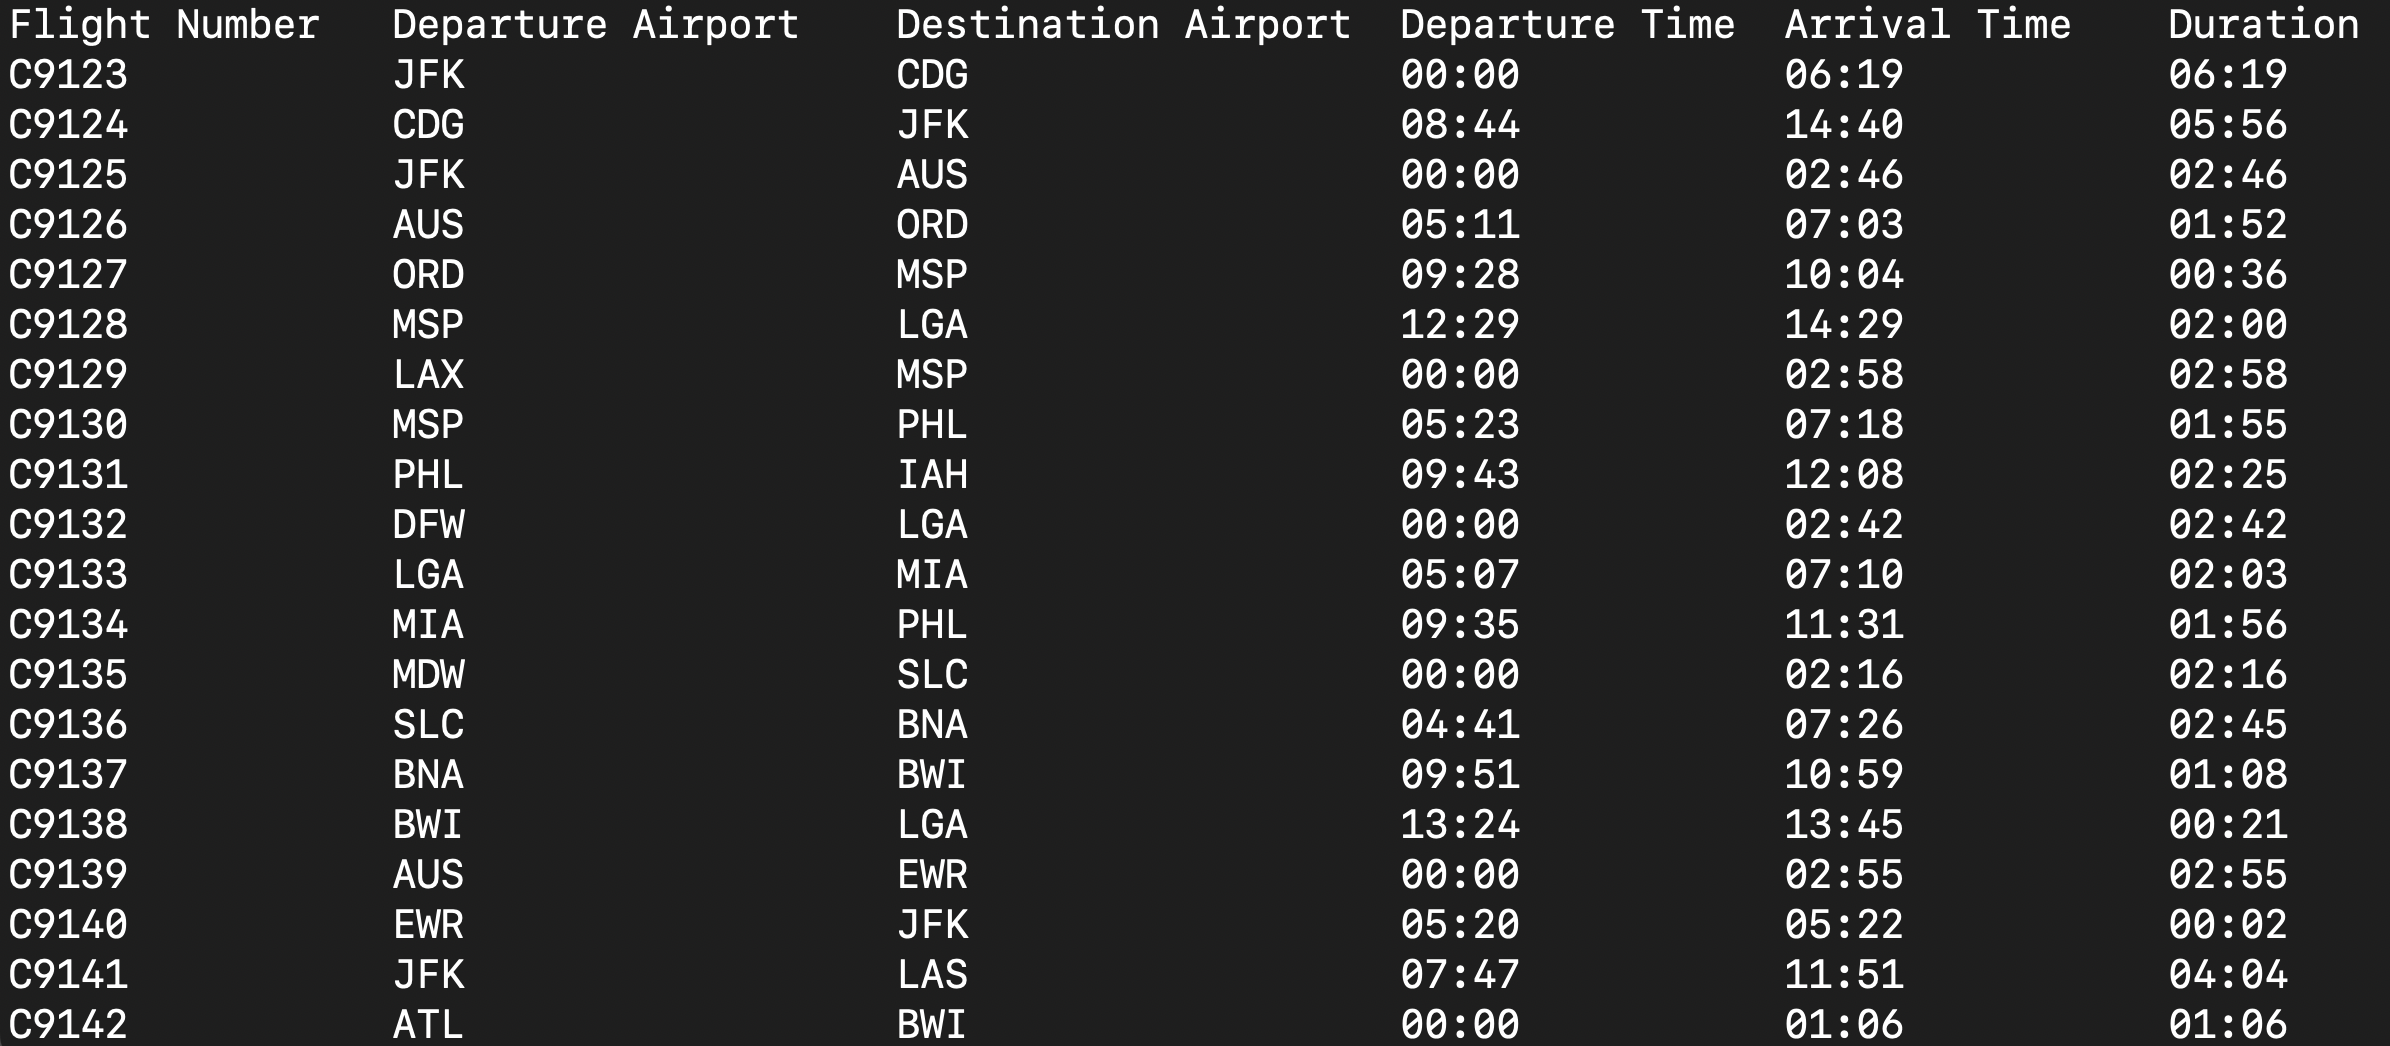 Flight Number Departure Airport Destination Airport Departure Time Arrival Time Duration
C9123 JFK CDG 00:00 06:19 06:19
C9124 CDG JFK 08:44 14:40 05:56
C9125 JFK AUS 00:00 02:46 02:46
C9126 AUS ORD 05:11 07:03 01:52
C9127 ORD MSP 09:28 10:04 00:36
C9128 MSP LGA 12:29 14:29 02:00
C9129 LAX MSP 00:00 02:58 02:58
C9130 MSP PHL 05:23 07:18 01:55
C9131 PHL IAH 09:43 12:08 02:25
C9132 DFW LGA 00:00 02:42 02:42
C9133 LGA MIA 05:07 07:10 02:03
C9134 MIA PHL 09:35 11:31 01:56
C9135 MDW SLC 00:00 02:16 02:16
C9136 SLC BNA 04:41 07:26 02:45
C9137 BNA BWI 09:51 10:59 01:08
C9138 BWI LGA 13:24 13:45 00:21
C9139 AUS EWR 00:00 02:55 02:55
C9140 EWR JFK 05:20 05:22 00:02
C9141 JFK LAS 07:47 11:51 04:04
C9142 ATL BWI 00:00 01:06 01:06